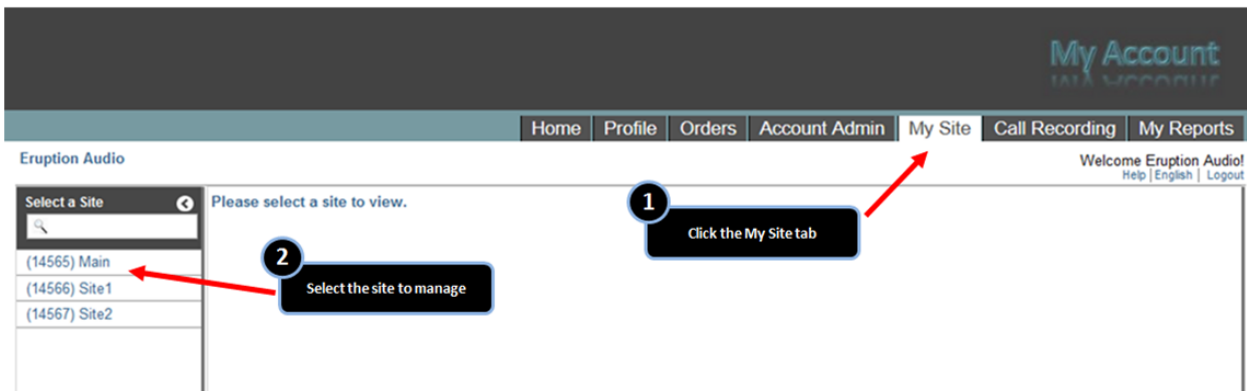 My Account
Home Profile Orders Account Admin My Site Call Recording My Reports
Eruption Audio
Welcome Eruption Audio!
Help | English | Logout
Select a Site
Please select a site to view.
1
Click the My Site tab
(14565) Main
2
(14566) Site1
Select the site to manage
(14567) Site2